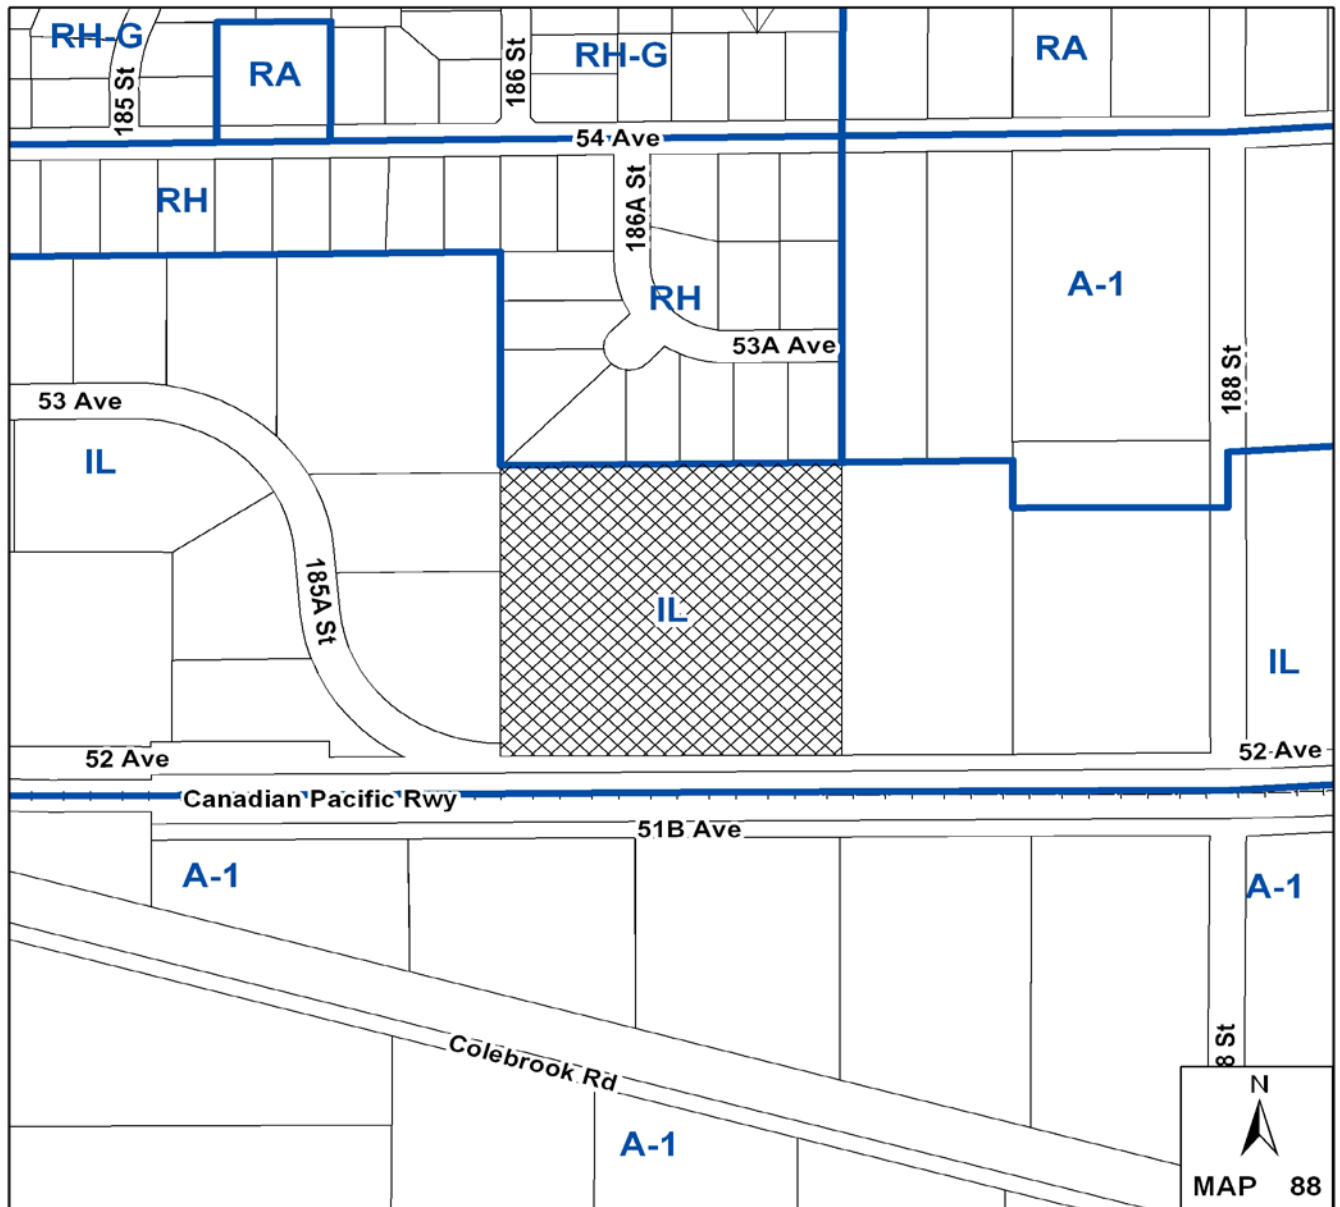 RH-G
RA
185 St
186 St
RH-G
RA
54 Ave
RH
186A St
RH
A-1
53A Ave
188 St
53 Ave
IL
185A St
IL
IL
52 Ave
52 Ave
Canadian Pacific Rwy
51B Ave
A-1
A-1
Colebrook Rd
8 St
A-1
N
MAP 88